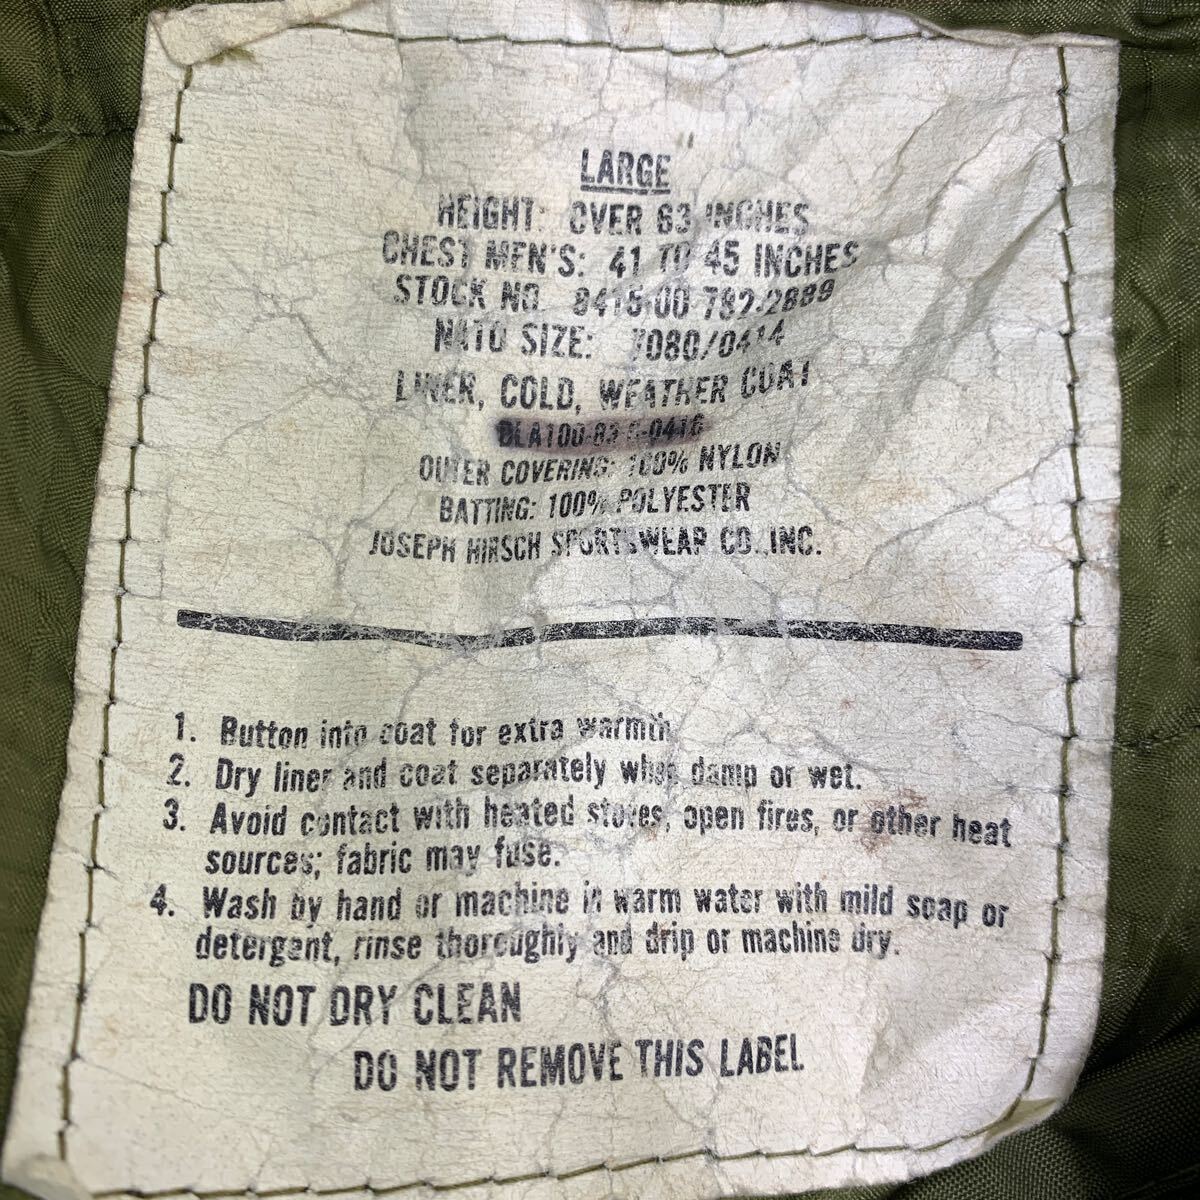 LARGE
HEIGHT: OVER 63 INCHES
CHEST MEN'S: 41 TO 45 INCHES
STOCK NO. 8415-00-782-2889
NATO SIZE: 7080/0414
LINER, COLD, WEATHER COAT
DLA100-83-C-0416
OUTER COVERING: 100% NYLON
BATTING: 100% POLYESTER
JOSEPH HIRSCH SPORTSWEAR CO., INC.
1. Button into coat for extra warmth.
2. Dry liner and coat separately when damp or wet.
3. Avoid contact with heated stoves, open fires, or other heat
sources; fabric may fuse.
4. Wash by hand or machine in warm water with mild soap or
detergent, rinse thoroughly and drip or machine dry.
DO NOT DRY CLEAN
DO NOT REMOVE THIS LABEL